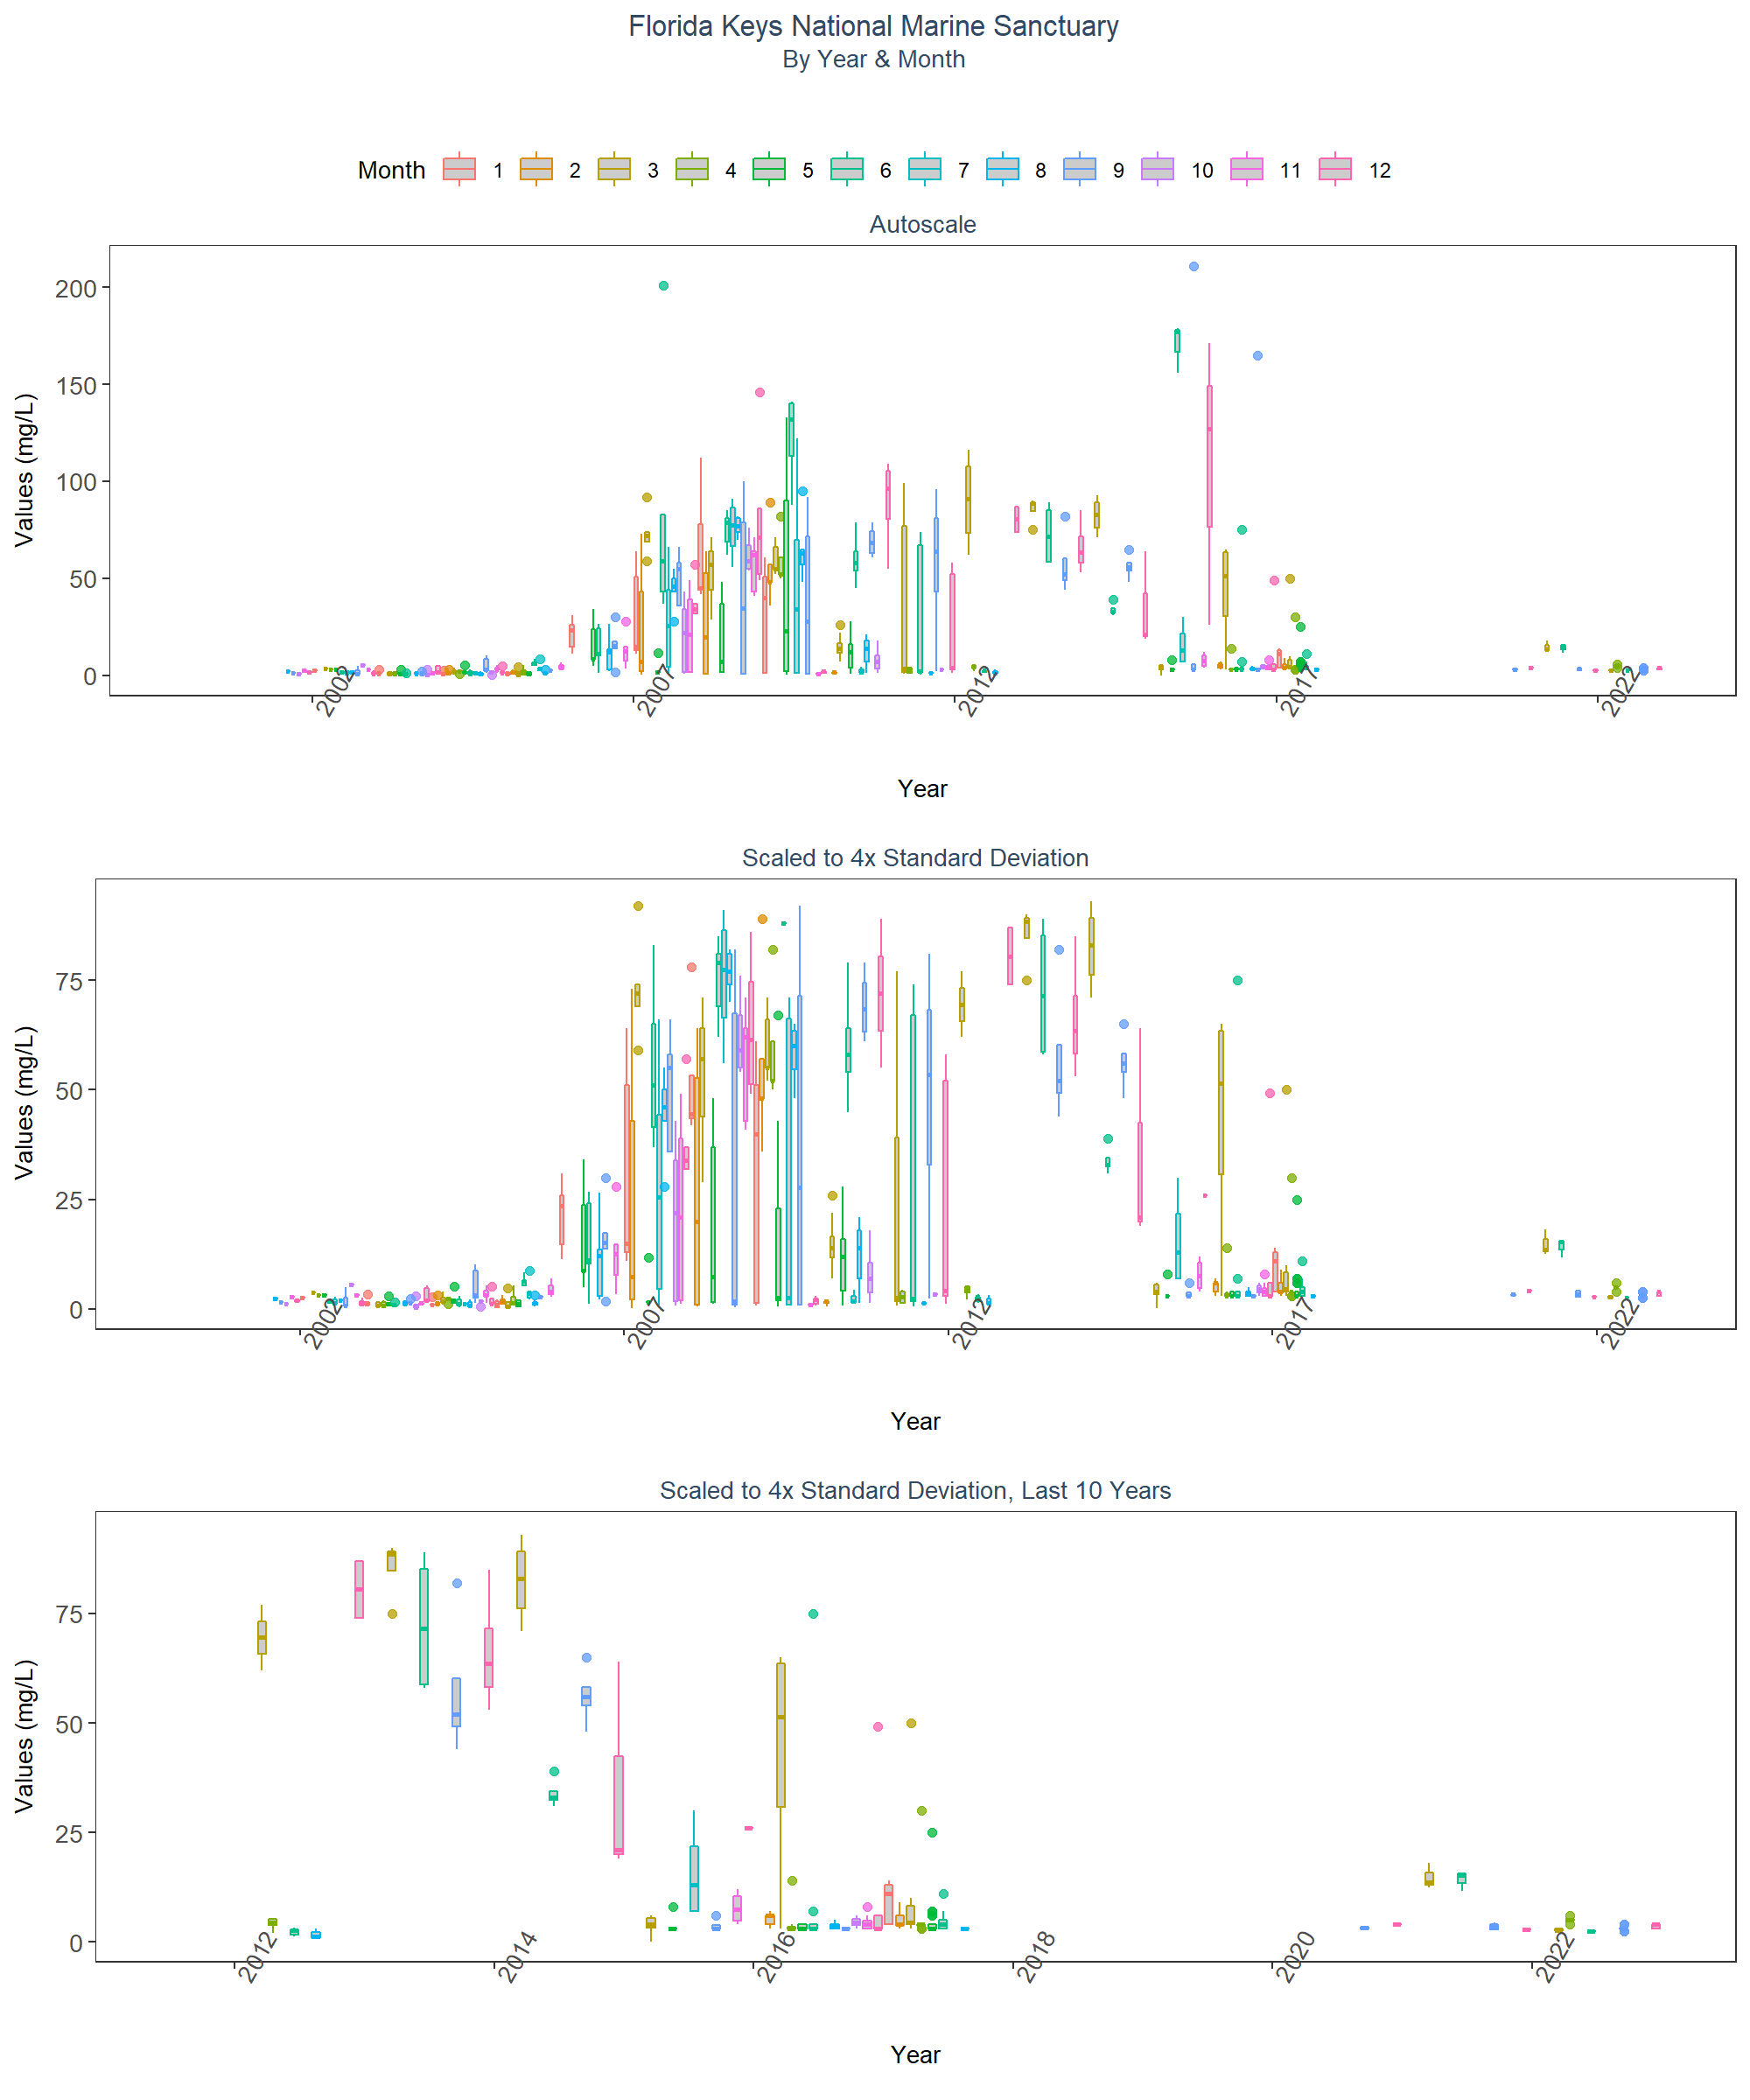 Florida Keys National Marine Sanctuary
By Year & Month
Month 1 2 3 4 5 6 7 8 9 10 11 12
Autoscale
Values (mg/L)
200
150
100
50
0
2002 2007 2012 2017 2022
Year
Scaled to 4x Standard Deviation
Values (mg/L)
75
50
25
0
2002 2007 2012 2017 2022
Year
Scaled to 4x Standard Deviation, Last 10 Years
Values (mg/L)
75
50
25
0
2012 2014 2016 2018 2020 2022
Year